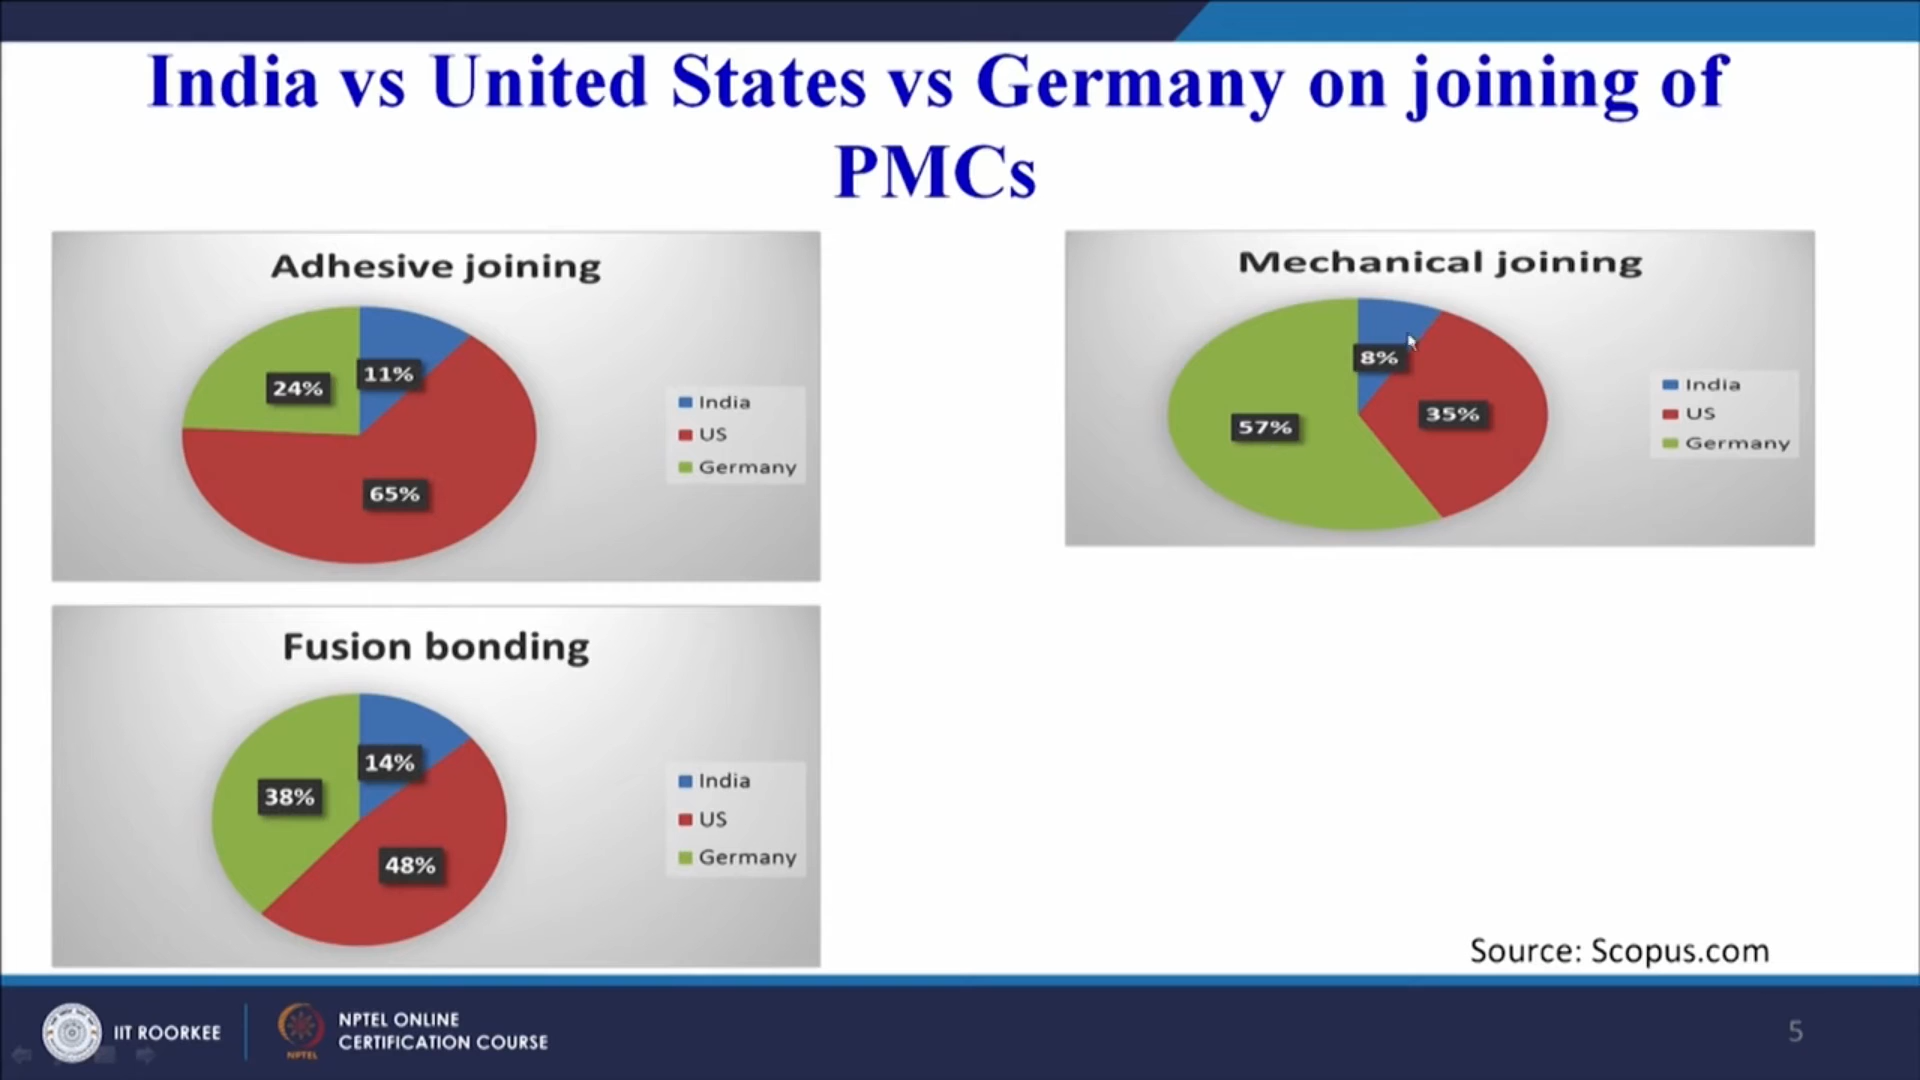 India vs United States vs Germany on joining of
PMCs
Adhesive joining
24%
11%
65%
India
US
Germany
Mechanical joining
8%
57%
35%
India
US
Germany
Fusion bonding
14%
38%
48%
India
US
Germany
Source: Scopus.com
IIT ROORKEE
NPTEL
NPTEL ONLINE
CERTIFICATION COURSE
5